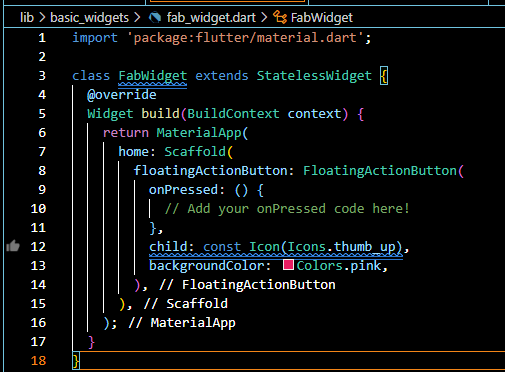 lib > basic_widgets > fab_widget.dart > FabWidget
1 import 'package:flutter/material.dart';
2
3 class FabWidget extends StatelessWidget {
4   @override
5   Widget build(BuildContext context) {
6     return MaterialApp(
7       home: Scaffold(
8         floatingActionButton: FloatingActionButton(
9           onPressed: () {
10             // Add your onPressed code here!
11           },
12           child: const Icon(Icons.thumb_up),
13           backgroundColor: Colors.pink,
14         ), // FloatingActionButton
15       ), // Scaffold
16     ); // MaterialApp
17   }
18 }